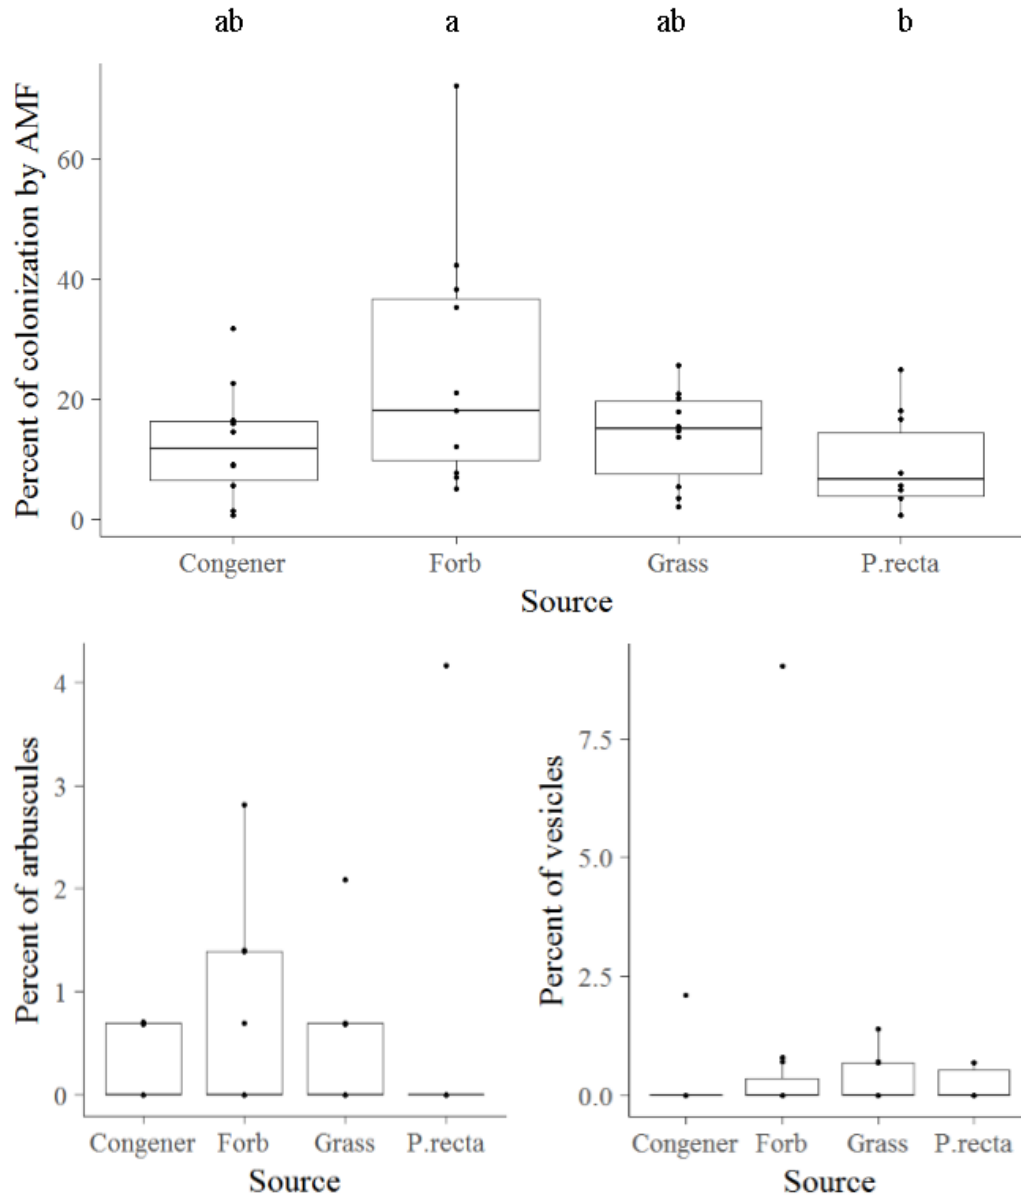 ab a ab b
Percent of colonization by AMF
60
40
20
0
Congener Forb Grass P.recta
Source
Percent of arbuscules
4
3
2
1
0
Congener Forb Grass P.recta
Source
Percent of vesicles
7.5
5.0
2.5
0.0
Congener Forb Grass P.recta
Source